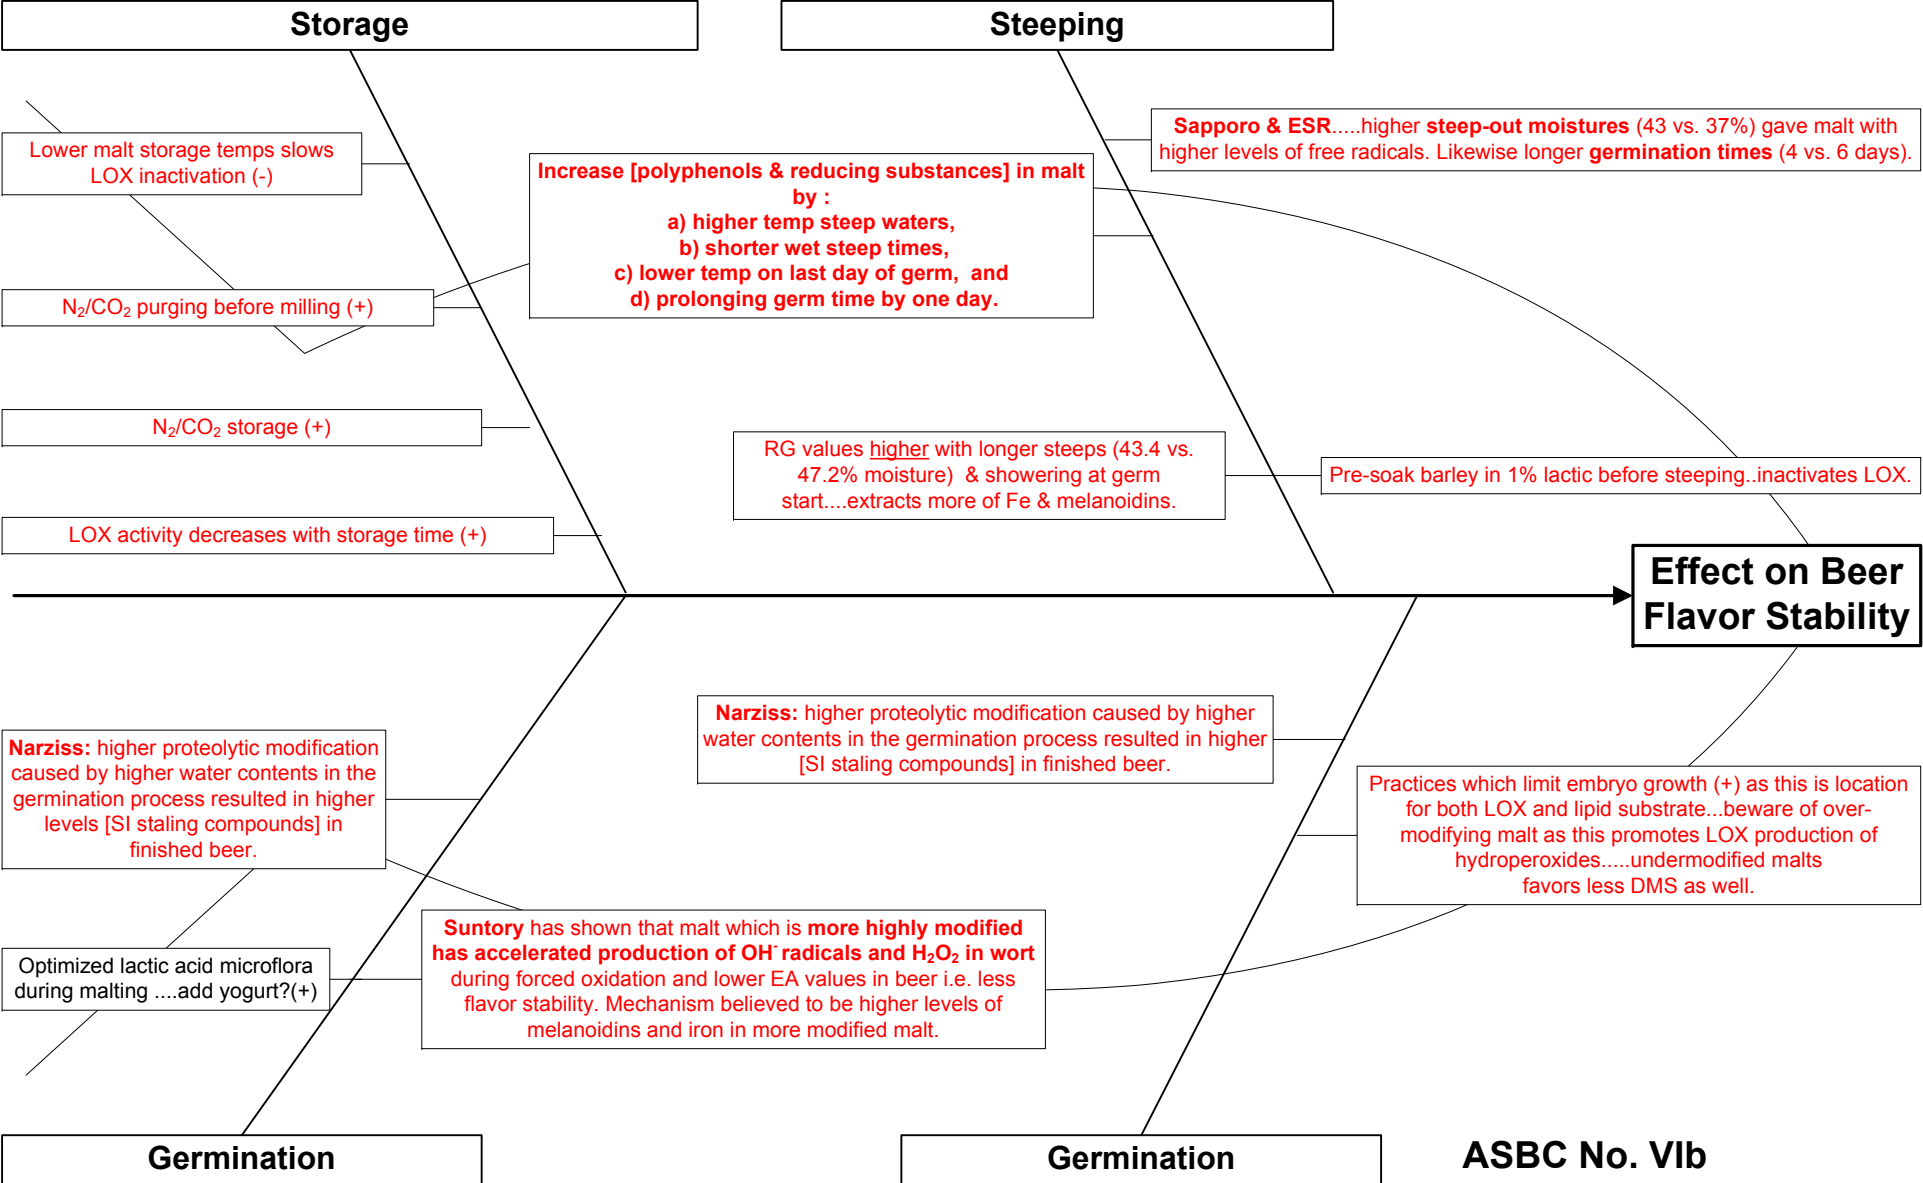 Storage
Steeping
Lower malt storage temps slows
LOX inactivation (-)
N₂/CO₂ purging before milling (+)
N₂/CO₂ storage (+)
LOX activity decreases with storage time (+)
Increase [polyphenols & reducing substances] in malt
by :
a) higher temp steep waters,
b) shorter wet steep times,
c) lower temp on last day of germ, and
d) prolonging germ time by one day.
Sapporo & ESR.....higher steep-out moistures (43 vs. 37%) gave malt with
higher levels of free radicals. Likewise longer germination times (4 vs. 6 days).
RG values higher with longer steeps (43.4 vs.
47.2% moisture) & showering at germ
start....extracts more of Fe & melanoidins.
Pre-soak barley in 1% lactic before steeping..inactivates LOX.
Effect on Beer
Flavor Stability
Narziss: higher proteolytic modification
caused by higher water contents in the
germination process resulted in higher
levels [SI staling compounds] in
finished beer.
Optimized lactic acid microflora
during malting ....add yogurt?(+)
Narziss: higher proteolytic modification caused by higher
water contents in the germination process resulted in higher
[SI staling compounds] in finished beer.
Suntory has shown that malt which is more highly modified
has accelerated production of OH⁻ radicals and H₂O₂ in wort
during forced oxidation and lower EA values in beer i.e. less
flavor stability. Mechanism believed to be higher levels of
melanoidins and iron in more modified malt.
Practices which limit embryo growth (+) as this is location
for both LOX and lipid substrate...beware of over-
modifying malt as this promotes LOX production of
hydroperoxides.....undermodified malts
favors less DMS as well.
Germination
Germination
ASBC No. VIb